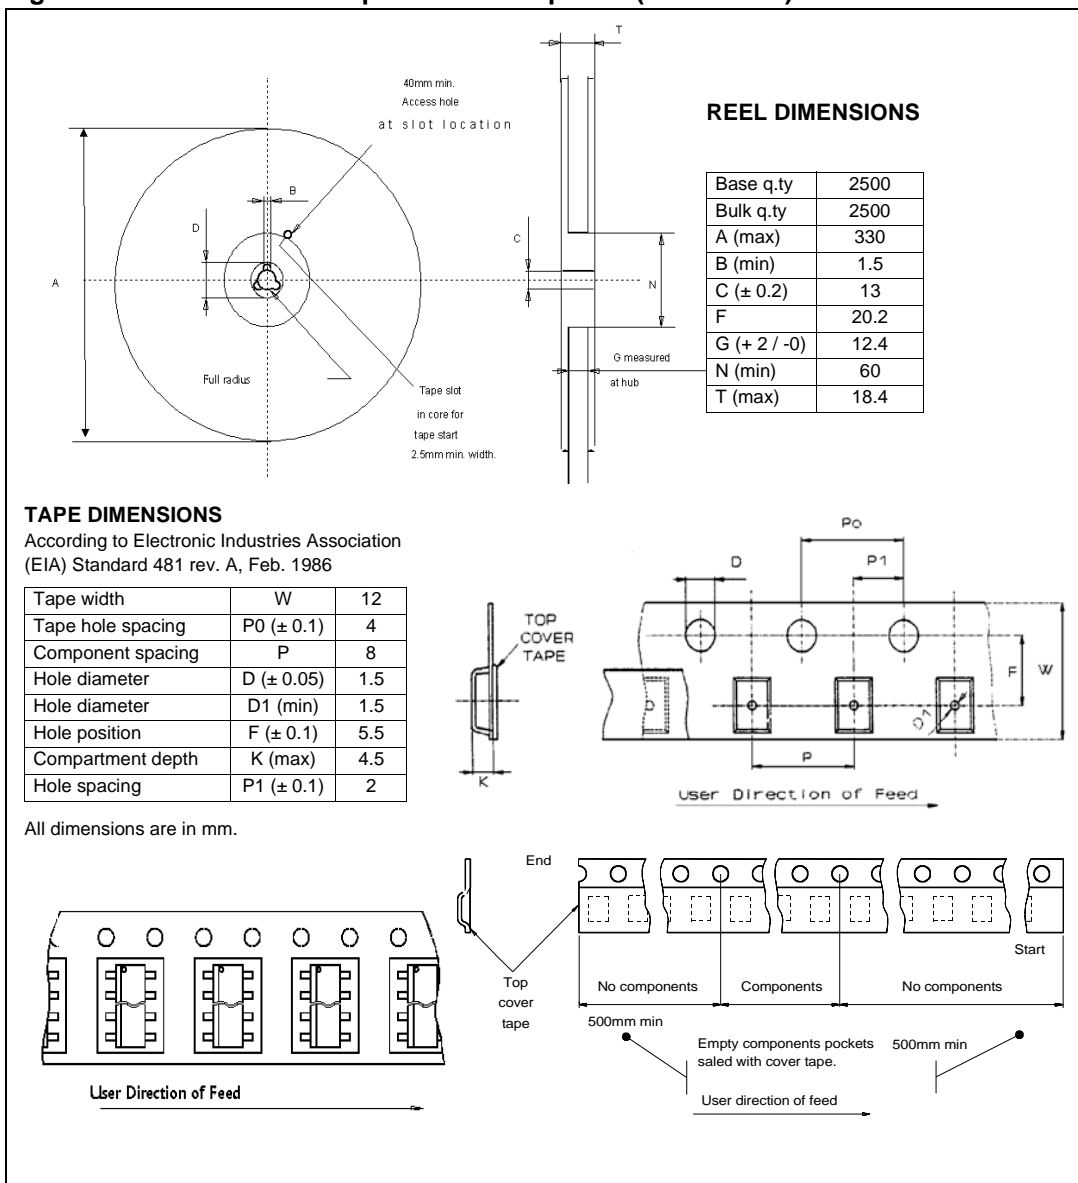 T
40mm min.
Access hole
at slot location
B
D
C
A
N
Full radius
Tape slot
in core for
tape start
2.5mm min. width.
G measured
at hub
REEL DIMENSIONS
Base q.ty 2500
Bulk q.ty 2500
A (max) 330
B (min) 1.5
C (± 0.2) 13
F 20.2
G (+ 2 / -0) 12.4
N (min) 60
T (max) 18.4
TAPE DIMENSIONS
According to Electronic Industries Association
(EIA) Standard 481 rev. A, Feb. 1986
Tape width W 12
Tape hole spacing P0 (± 0.1) 4
Component spacing P 8
Hole diameter D (± 0.05) 1.5
Hole diameter D1 (min) 1.5
Hole position F (± 0.1) 5.5
Compartment depth K (max) 4.5
Hole spacing P1 (± 0.1) 2
All dimensions are in mm.
TOP
COVER
TAPE
K
Po
D
P1
F
W
D1
P
User Direction of Feed
User Direction of Feed
End
Start
Top
cover
tape
No components
Components
No components
500mm min
Empty components pockets
saled with cover tape.
500mm min
User direction of feed